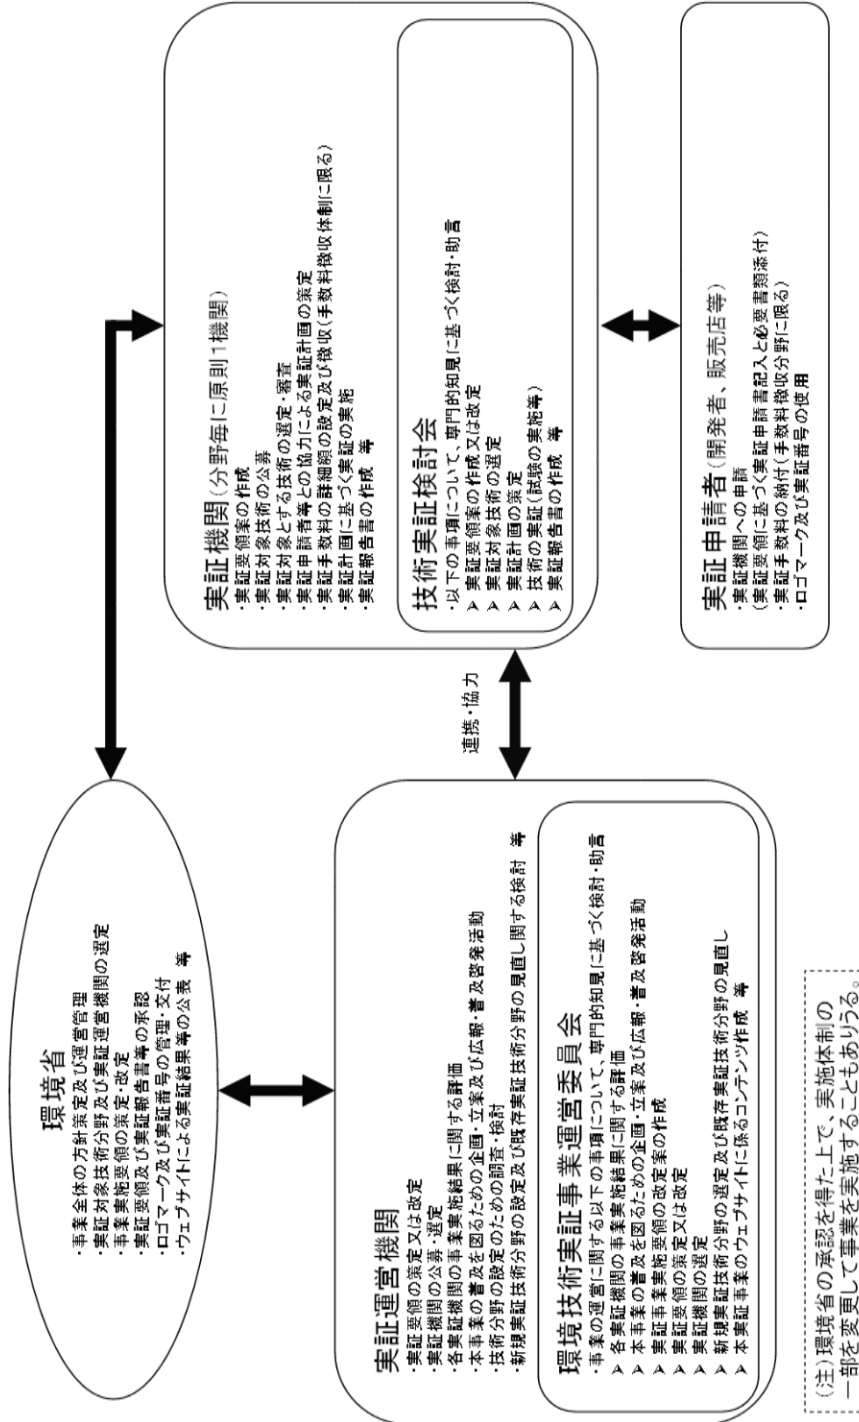 環境省
・事業全体の方針策定及び運営管理
・実証対象技術分野及び実証運営機関の選定
・事業実施要領の策定・改定
・実証要領及び実証報告書等の承認
・ロゴマーク及び実証番号の管理・交付
・ウェブサイトによる実証結果等の公表 等
実証運営機関
・実証要領の策定又は改定
・実証機関の公募・選定
・各実証機関の事業実施結果に関する評価
・本事業の普及を図るための企画・立案及び広報・普及啓発活動
・技術分野の設定のための調査・検討
・新規実証技術分野の設定及び既存実証技術分野の見直し関する検討 等
環境技術実証事業運営委員会
・事業の運営に関する以下の事項について、専門的知見に基づく検討・助言
➢ 各実証機関の事業実施結果に関する評価
➢ 本事業の普及を図るための企画・立案及び広報・普及啓発活動
➢ 実証事業実施要領の改定案の作成
➢ 実証要領の策定又は改定
➢ 実証機関の選定
➢ 新規実証技術分野の選定及び既存実証技術分野の見直し
➢ 本実証事業のウェブサイトに係るコンテンツ作成 等
連携・協力
実証機関(分野毎に原則1機関)
・実証要領案の作成
・実証対象技術の公募
・実証対象とする技術の選定・審査
・実証申請者等との協力による実証計画の策定
・実証手数料の詳細額の設定及び徴収(手数料徴収体制に限る)
・実証計画に基づく実証の実施
・実証報告書の作成 等
技術実証検討会
・以下の事項について、専門的知見に基づく検討・助言
➢ 実証要領案の作成又は改定
➢ 実証対象技術の選定
➢ 実証計画の策定
➢ 技術の実証(試験の実施等)
➢ 実証報告書の作成 等
実証申請者(開発者、販売店等)
・実証機関への申請
(実証要領に基づく実証申請書記入と必要書類添付)
・実証手数料の納付(手数料徴収分野に限る)
・ロゴマーク及び実証番号の使用
(注)環境省の承認を得た上で、実施体制の
一部を変更して事業を実施することもありうる。